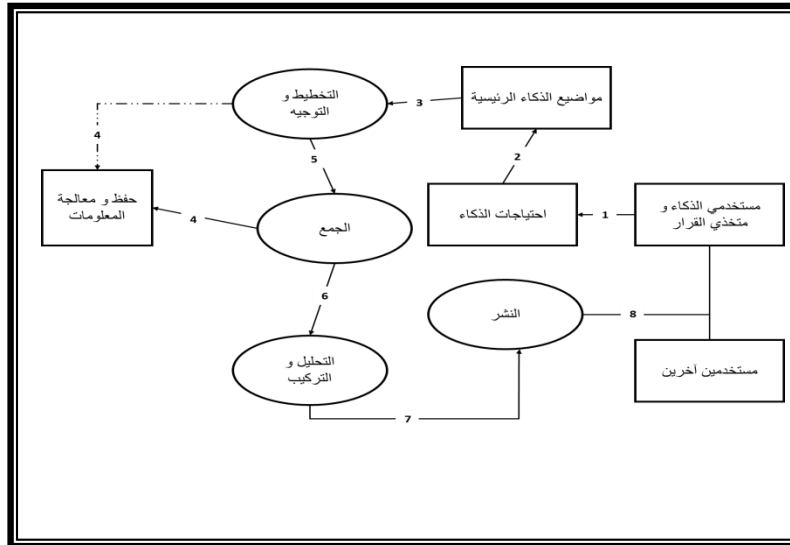 التخطيط و
التوجيه
3
مواضيع الذكاء الرئيسية
4
5
2
حفظ و معالجة
المعلومات
4
الجمع
احتياجات الذكاء
1
مستخدمي الذكاء و
متخذي القرار
6
النشر
8
التحليل و
التركيب
مستخدمين آخرين
7